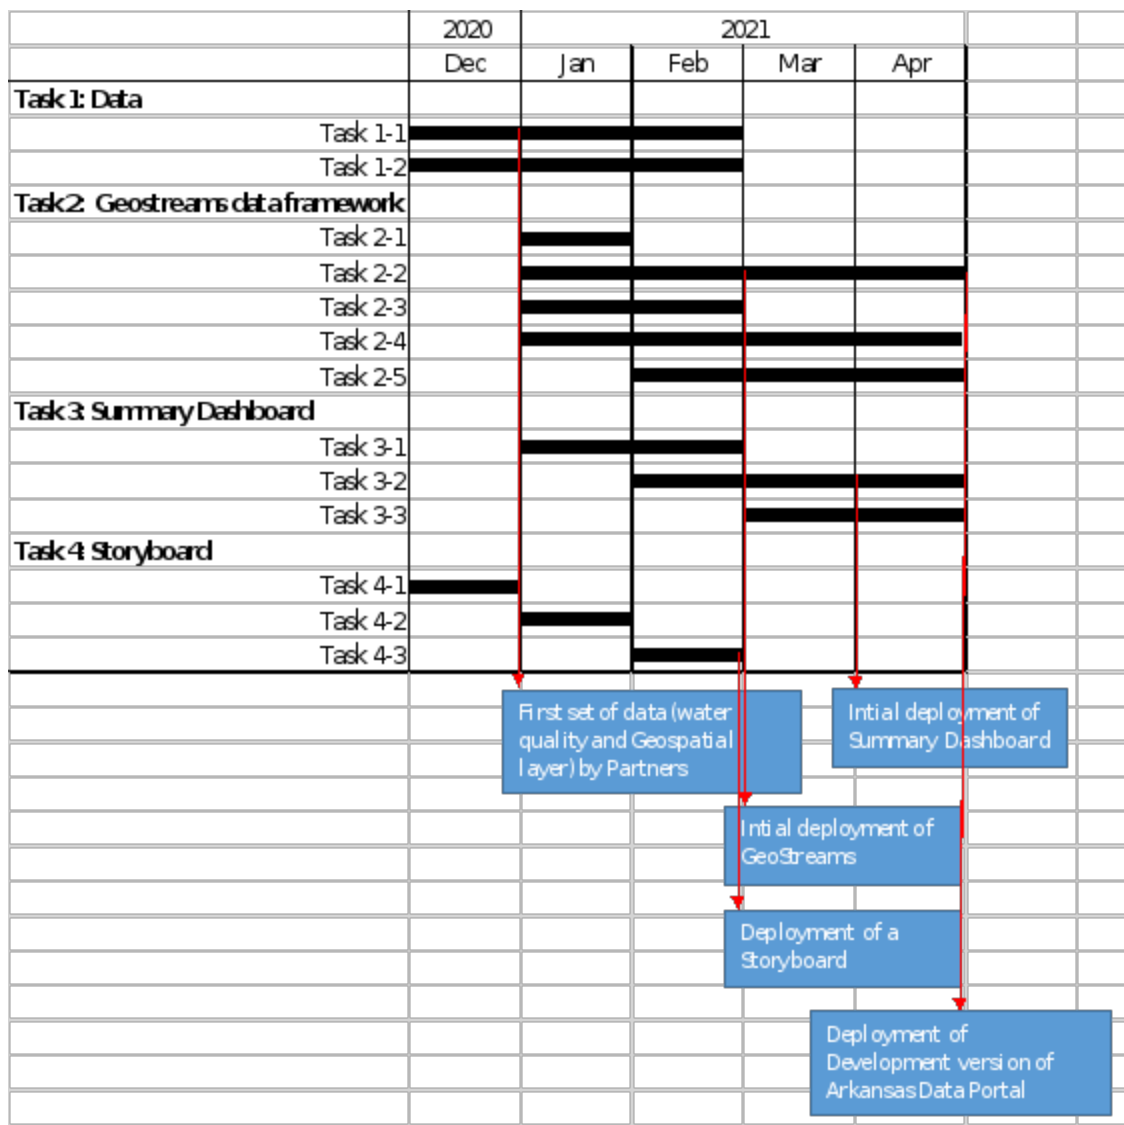 2020 2021
Dec Jan Feb Mar Apr
Task 1: Data
Task 1-1
Task 1-2
Task2: Geostreams data framework
Task 2-1
Task 2-2
Task 2-3
Task 2-4
Task 2-5
Task 3: Summary Dashboard
Task 3-1
Task 3-2
Task 3-3
Task 4: Storyboard
Task 4-1
Task 4-2
Task 4-3
First set of data (water
quality and Geospatial
layer) by Partners
Intial deployment of
Summary Dashboard
Intial deployment of
GeoStreams
Deployment of a
Storyboard
Deployment of
Development version of
Arkansas Data Portal